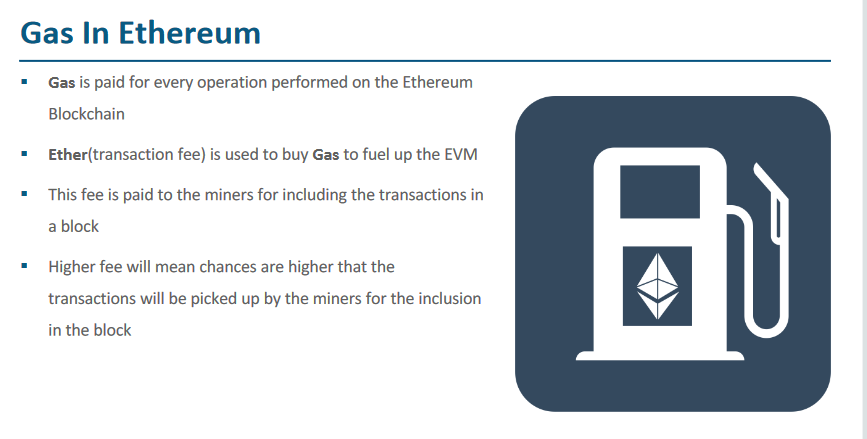 Gas In Ethereum
▪ Gas is paid for every operation performed on the Ethereum
Blockchain
▪ Ether(transaction fee) is used to buy Gas to fuel up the EVM
▪ This fee is paid to the miners for including the transactions in
a block
▪ Higher fee will mean chances are higher that the
transactions will be picked up by the miners for the inclusion
in the block